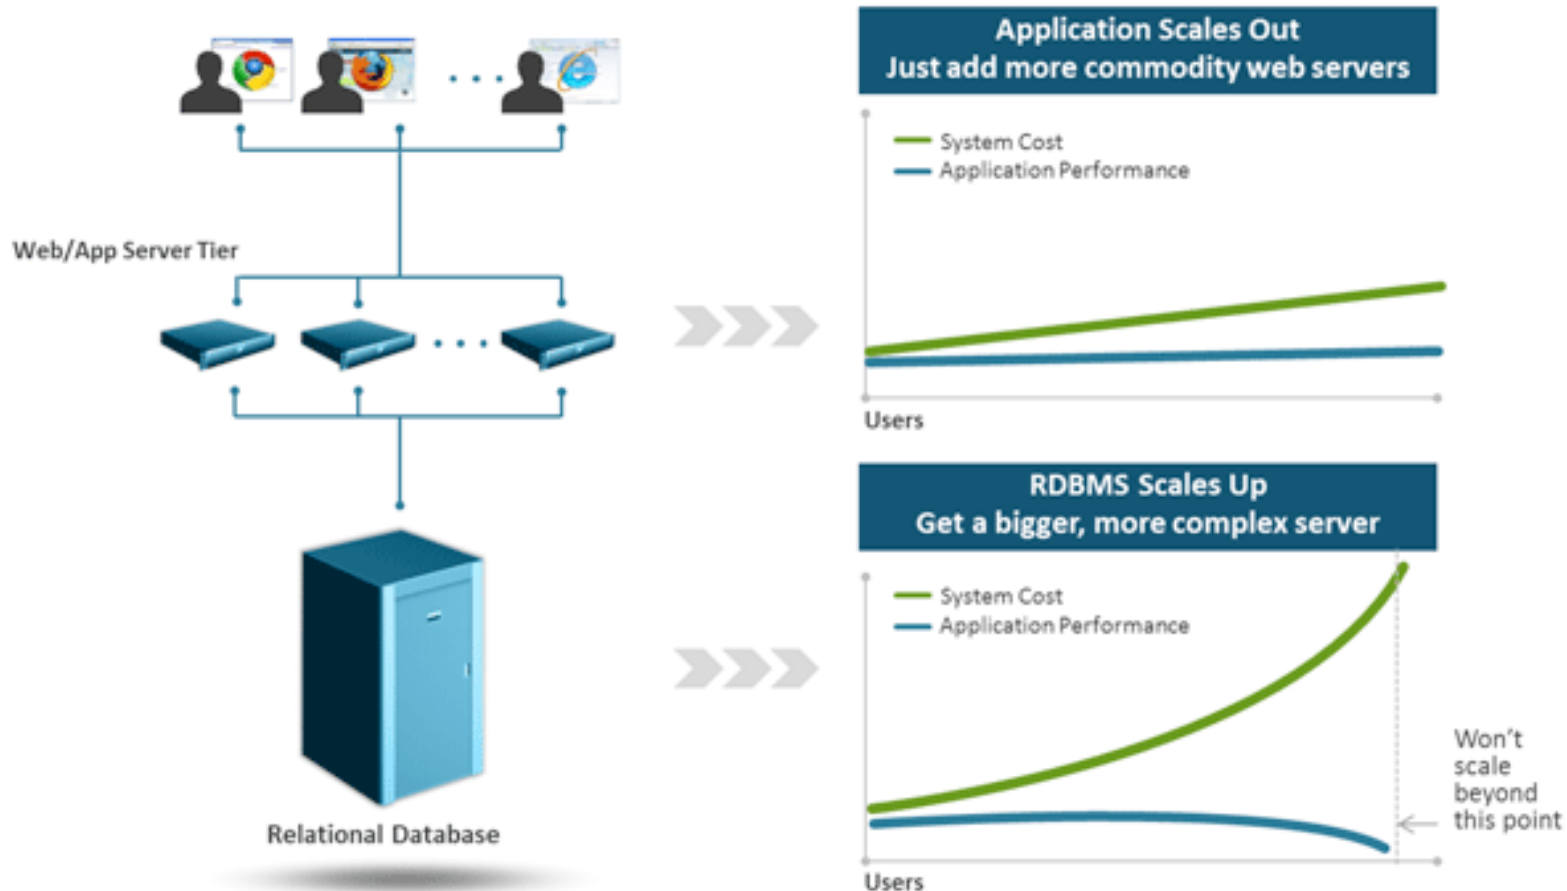 Application Scales Out
Just add more commodity web servers
System Cost
Application Performance
Web/App Server Tier
Users
RDBMS Scales Up
Get a bigger, more complex server
System Cost
Application Performance
Won't
scale
beyond
this point
Relational Database
Users